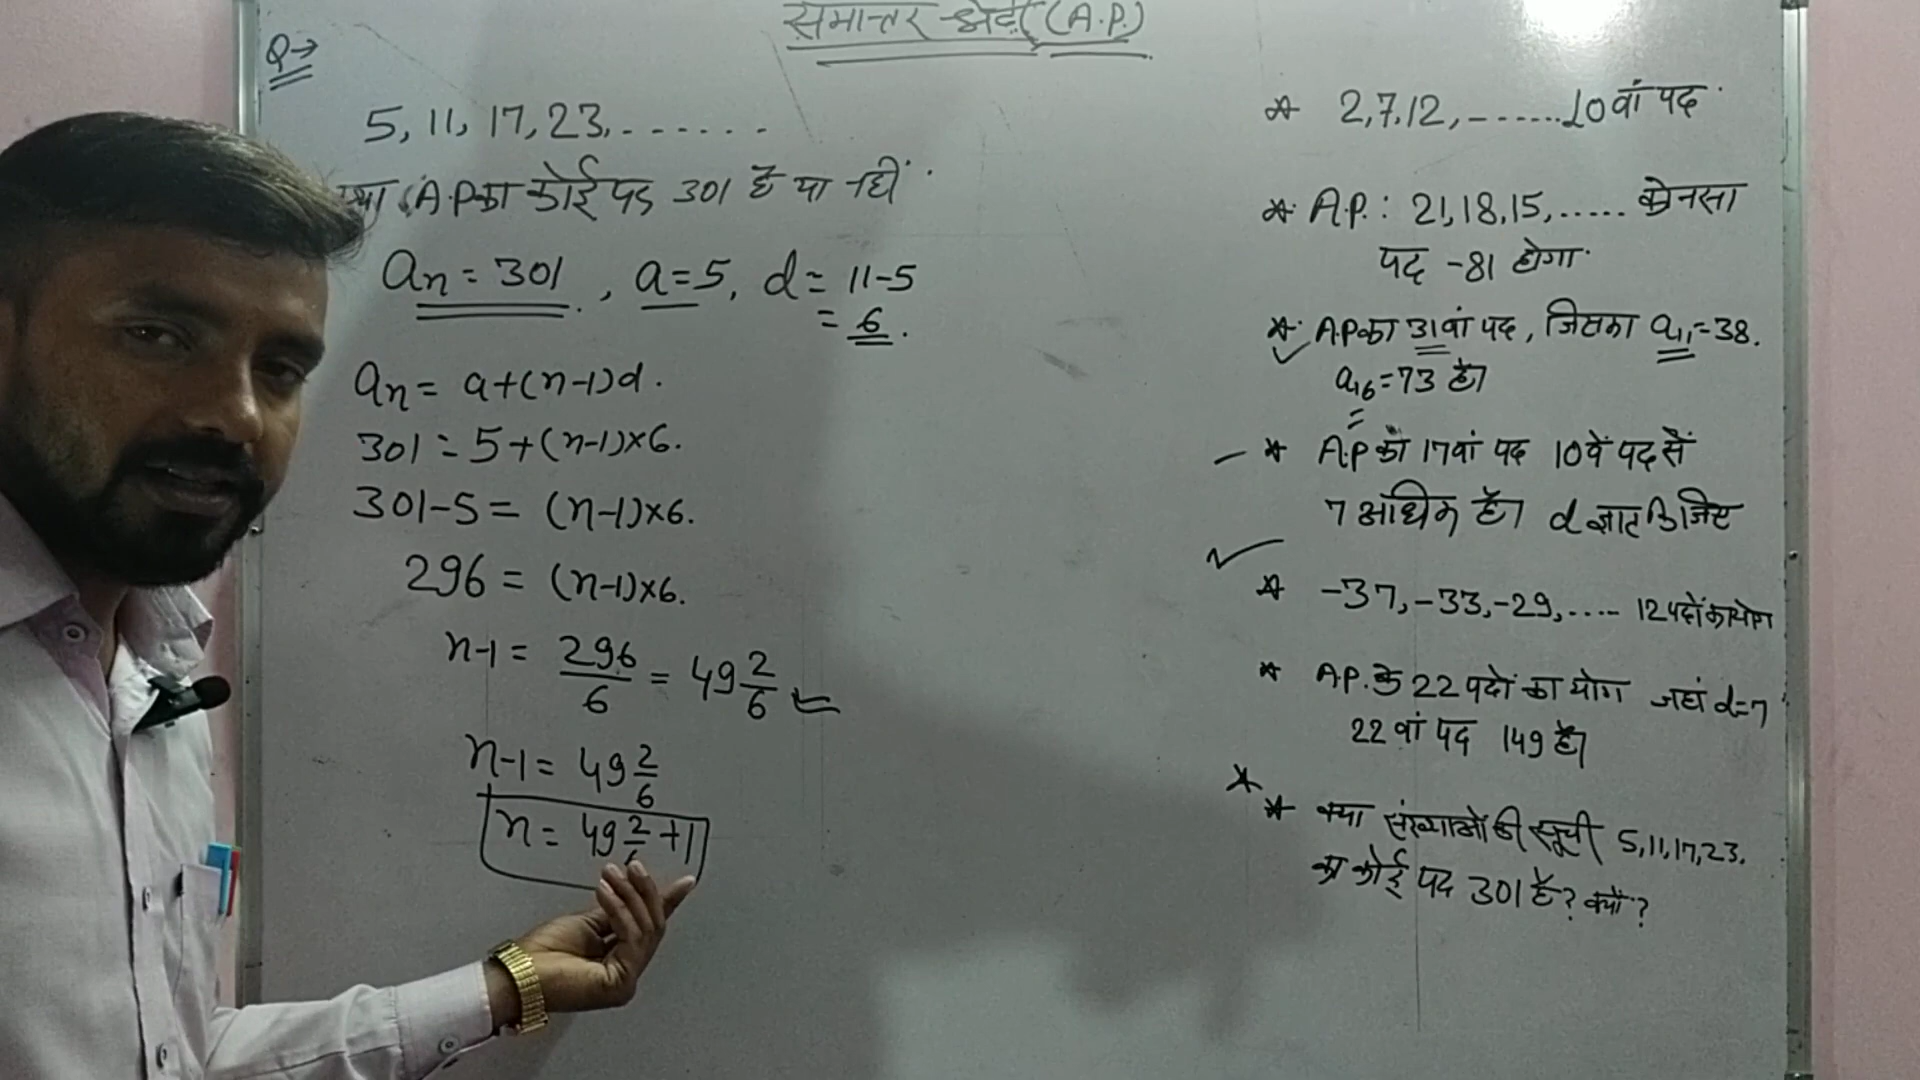 समान्तर श्रेढ़ी (A.P.)
Q→
5, 11, 17, 23, .......
क्या A.P का कोई पद 301 है या नहीं.
an = 301, a = 5, d = 11-5
= 6.
an = a+(n-1)d.
301 = 5+(n-1)×6.
301-5 = (n-1)×6.
296 = (n-1)×6.
n-1 = 296/6 = 49 2/6
n-1 = 49 2/6
n = 49 2/6 +1
* 2,7,12, ....... 10 वां पद.
* A.P.: 21,18,15, ..... कौनसा
पद -81 होगा.
* A.P का 31 वां पद, जिसका a11=38.
a16=73 है।
* A.P का 17 वां पद 10 वें पद से
7 अधिक है। d ज्ञात किजिए
* -37,-33,-29, ..... 12 पदों का योग
* A.P. के 22 पदों का योग जहां d=7
22 वां पद 149 है।
* * क्या संख्याओं की सूची 5,11,17,23.
का कोई पद 301 है? क्यों?